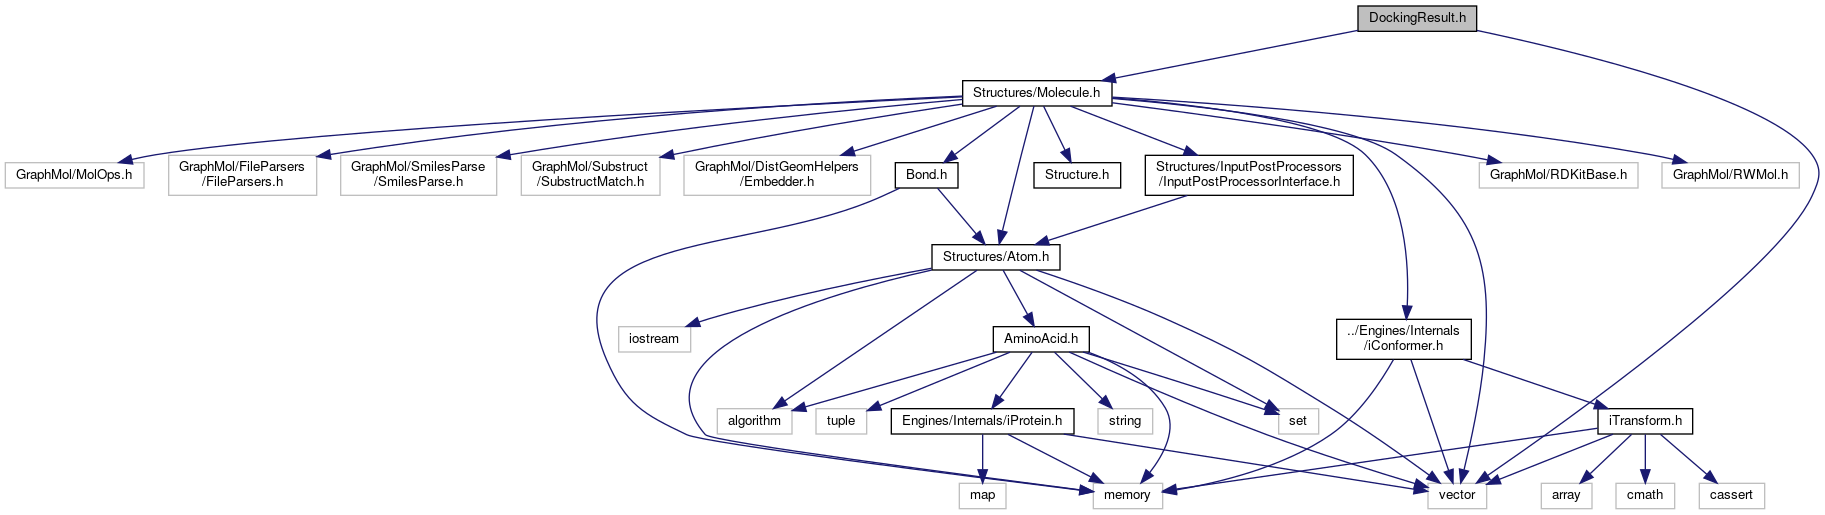 DockingResult.h
Structures/Molecule.h
GraphMol/MolOps.h
GraphMol/FileParsers
/FileParsers.h
GraphMol/SmilesParse
/SmilesParse.h
GraphMol/Substruct
/SubstructMatch.h
GraphMol/DistGeomHelpers
/Embedder.h
Bond.h
Structure.h
Structures/InputPostProcessors
/InputPostProcessorInterface.h
GraphMol/RDKitBase.h
GraphMol/RWMol.h
Structures/Atom.h
iostream
AminoAcid.h
../Engines/Internals
/iConformer.h
algorithm
tuple
Engines/Internals/iProtein.h
string
set
iTransform.h
map
memory
vector
array
cmath
cassert